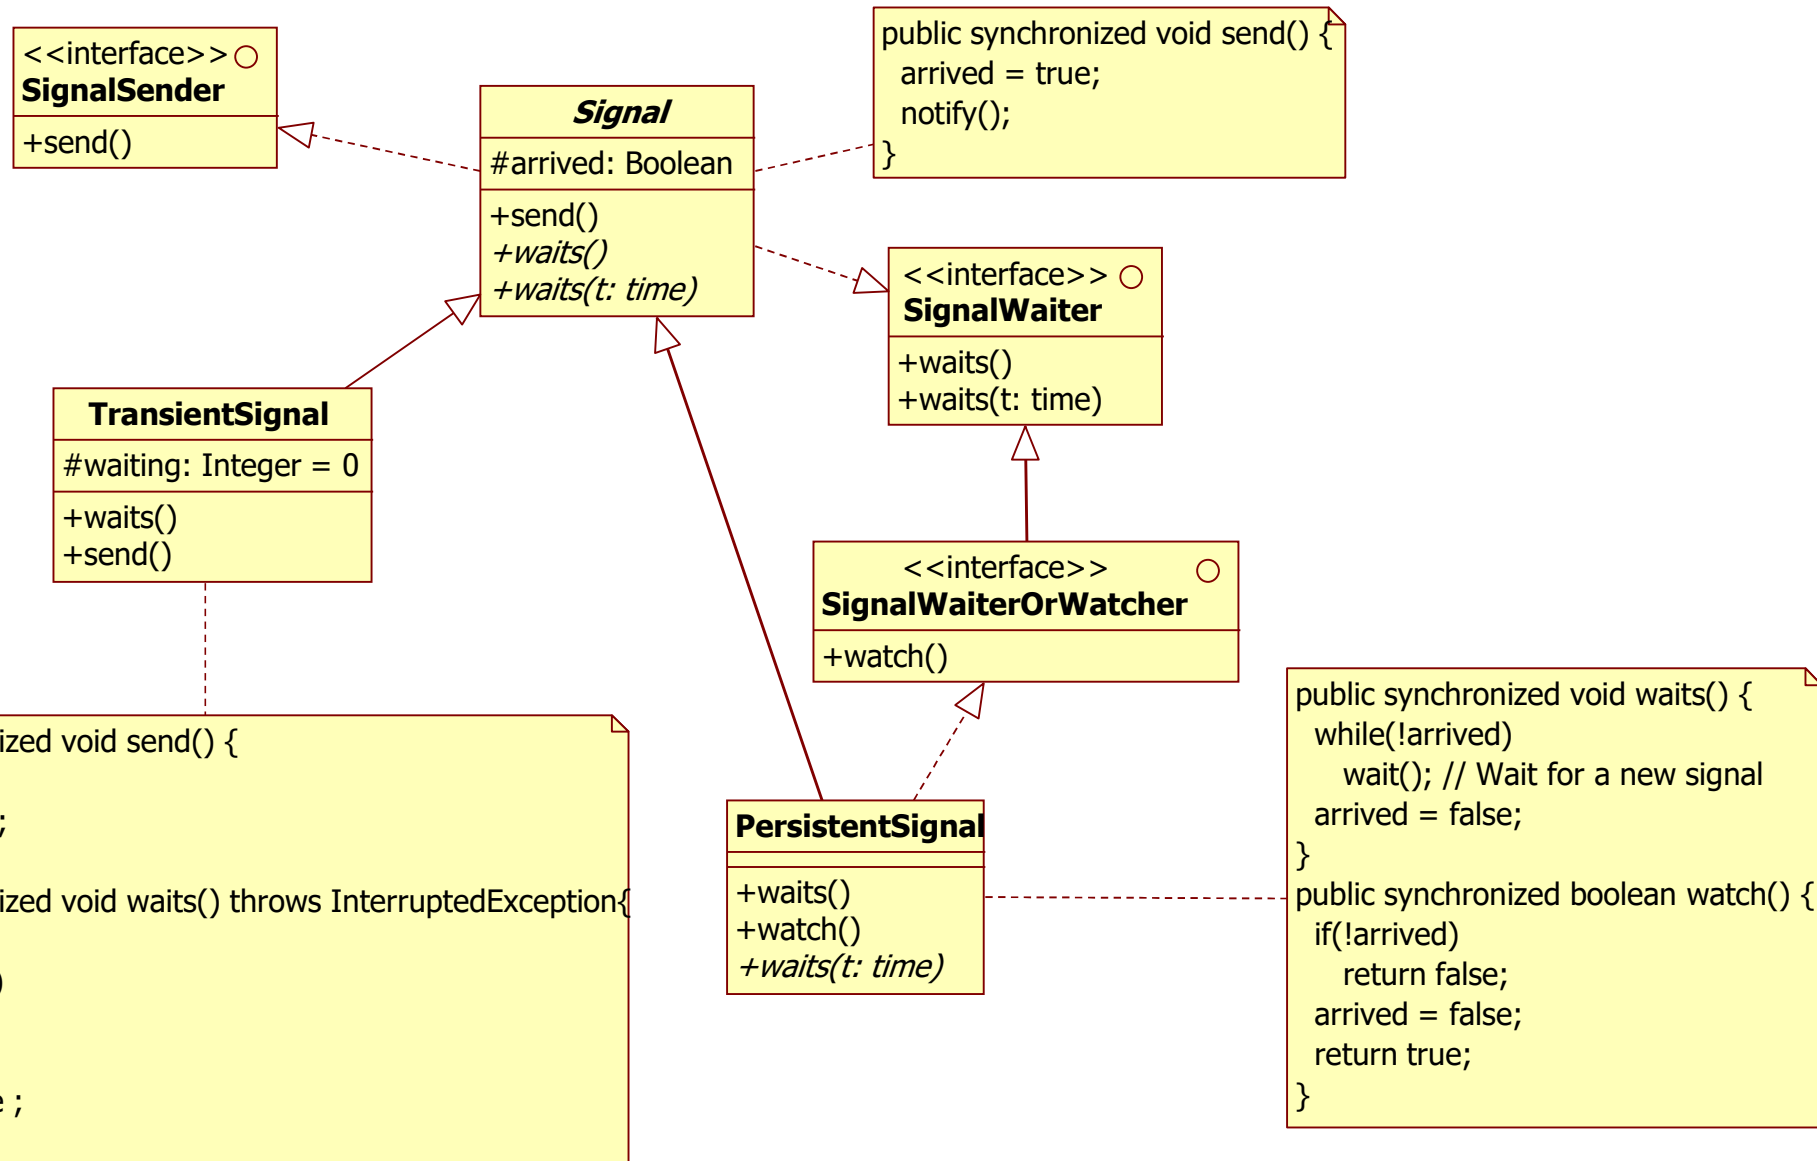 <<interface>>
SignalSender
+send()
Signal
#arrived: Boolean
+send()
+waits()
+waits(t: time)
public synchronized void send() {
arrived = true;
notify();
}
<<interface>>
SignalWaiter
+waits()
+waits(t: time)
TransientSignal
#waiting: Integer = 0
+waits()
+send()
<<interface>>
SignalWaiterOrWatcher
+watch()
void send() {
;
void waits() throws InterruptedException{
)
;
PersistentSignal
+waits()
+watch()
+waits(t: time)
public synchronized void waits() {
while(!arrived)
wait(); // Wait for a new signal
arrived = false;
}
public synchronized boolean watch() {
if(!arrived)
return false;
arrived = false;
return true;
}